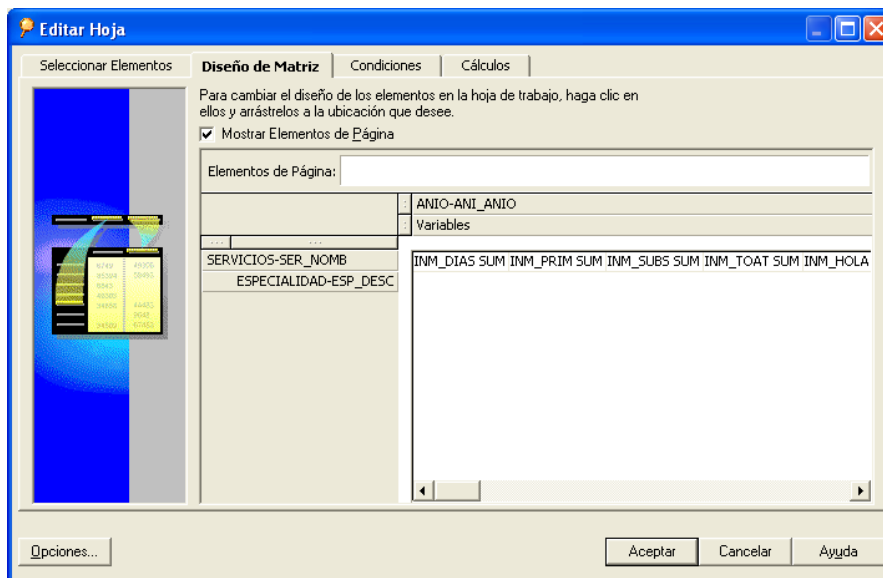 Editar Hoja
Seleccionar Elementos
Diseño de Matriz
Condiciones
Cálculos
Para cambiar el diseño de los elementos en la hoja de trabajo, haga clic en
ellos y arrástrelos a la ubicación que desee.
Mostrar Elementos de Página
Elementos de Página:
ANIO-ANI_ANIO
Variables
SERVICIOS-SER_NOMB
INM_DIAS SUM INM_PRIM SUM INM_SUBS SUM INM_TOAT SUM INM_HOLA
ESPECIALIDAD-ESP_DESC
Opciones...
Aceptar
Cancelar
Ayuda